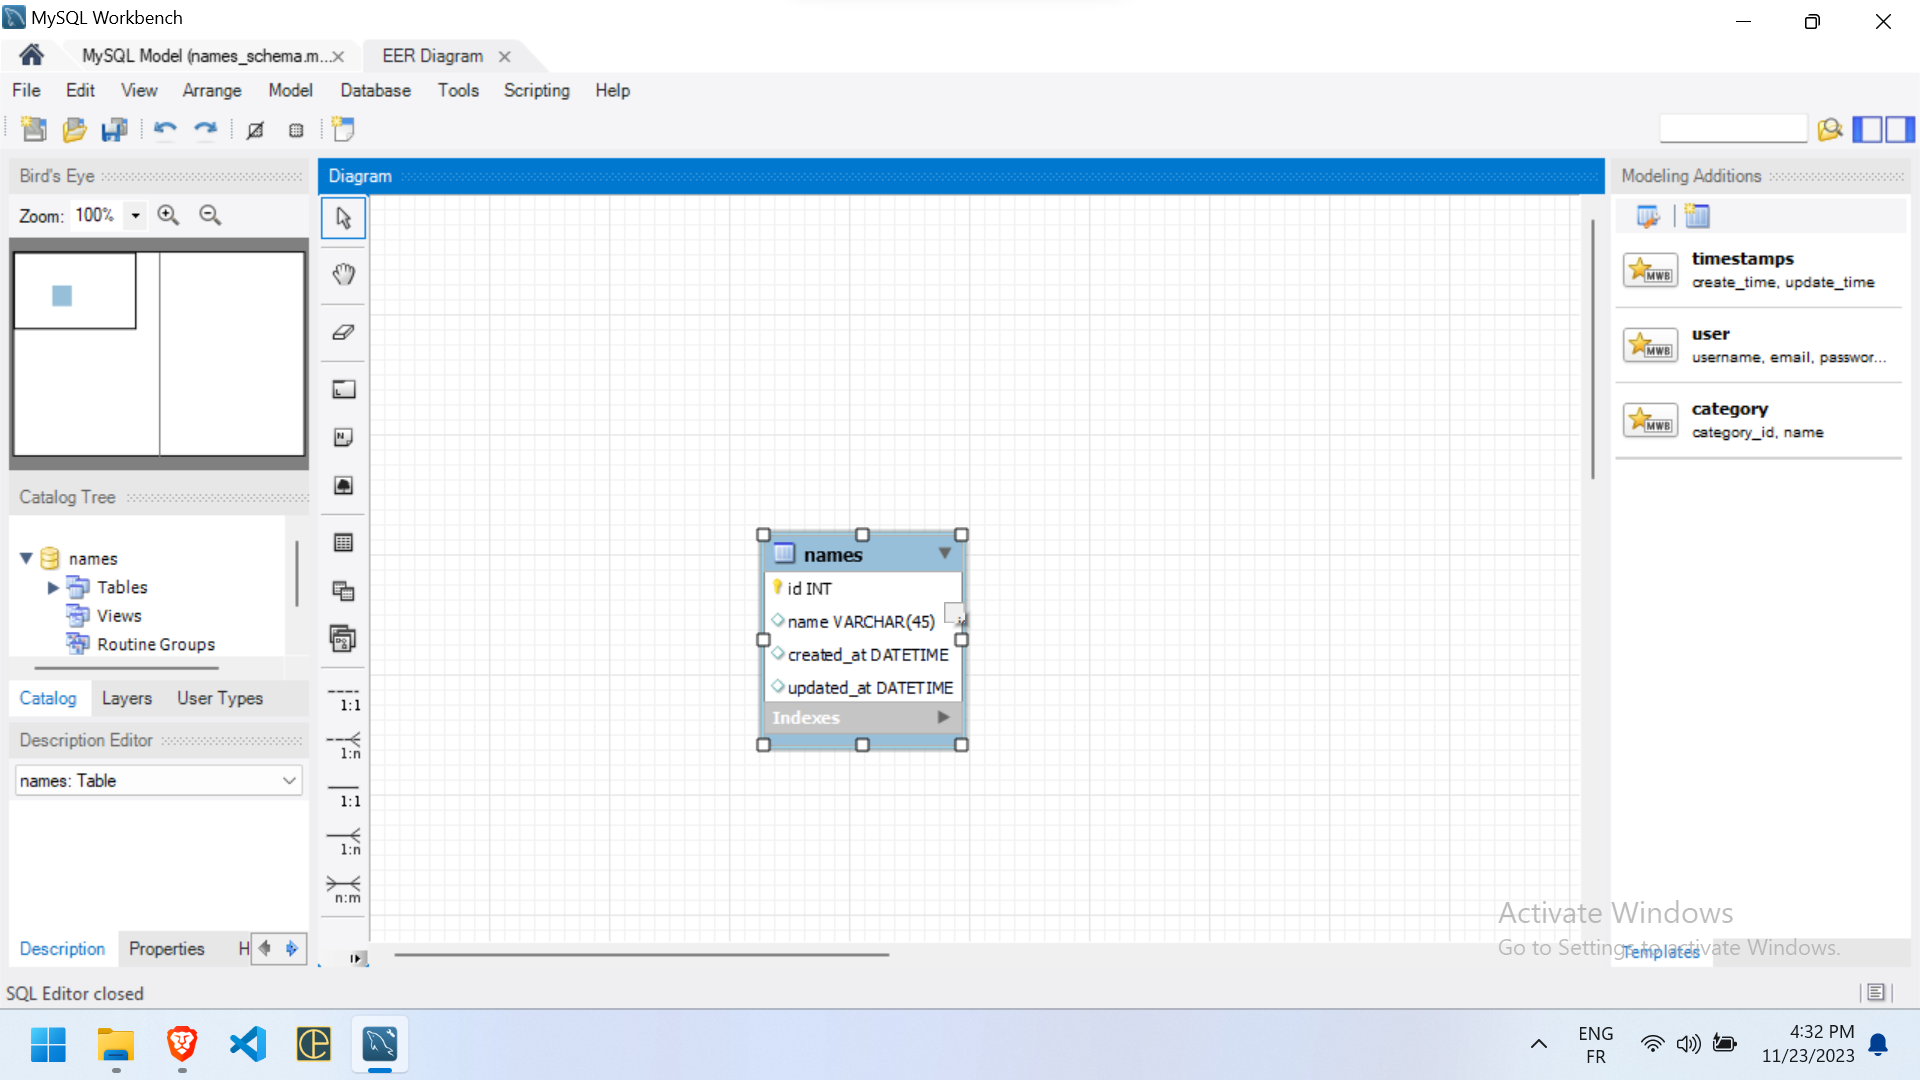 MySQL Workbench
MySQL Model (names_schema.m...
EER Diagram
File Edit View Arrange Model Database Tools Scripting Help
Bird's Eye
Zoom: 100%
Catalog Tree
names
Tables
Views
Routine Groups
Catalog Layers User Types
Description Editor
names: Table
Description Properties H
SQL Editor closed
Diagram
1:1
1:n
1:1
1:n
n:m
names
id INT
name VARCHAR(45)
created_at DATETIME
updated_at DATETIME
Indexes
Modeling Additions
MWB
timestamps
create_time, update_time
MWB
user
username, email, passwor...
MWB
category
category_id, name
Activate Windows
Go to Settings to activate Windows.
Templates
ENG
FR
4:32 PM
11/23/2023